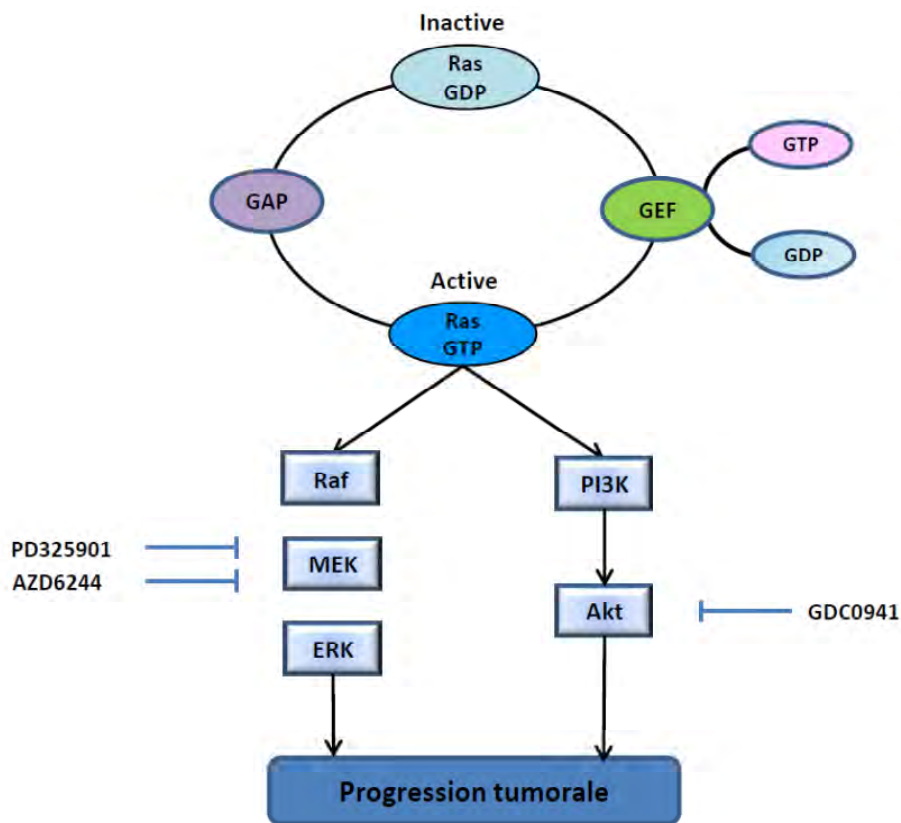 Inactive
Ras
GDP
GTP
GAP
GEF
GDP
Active
Ras
GTP
Raf
PI3K
PD325901
MEK
AZD6244
Akt
GDC0941
ERK
Progression tumorale